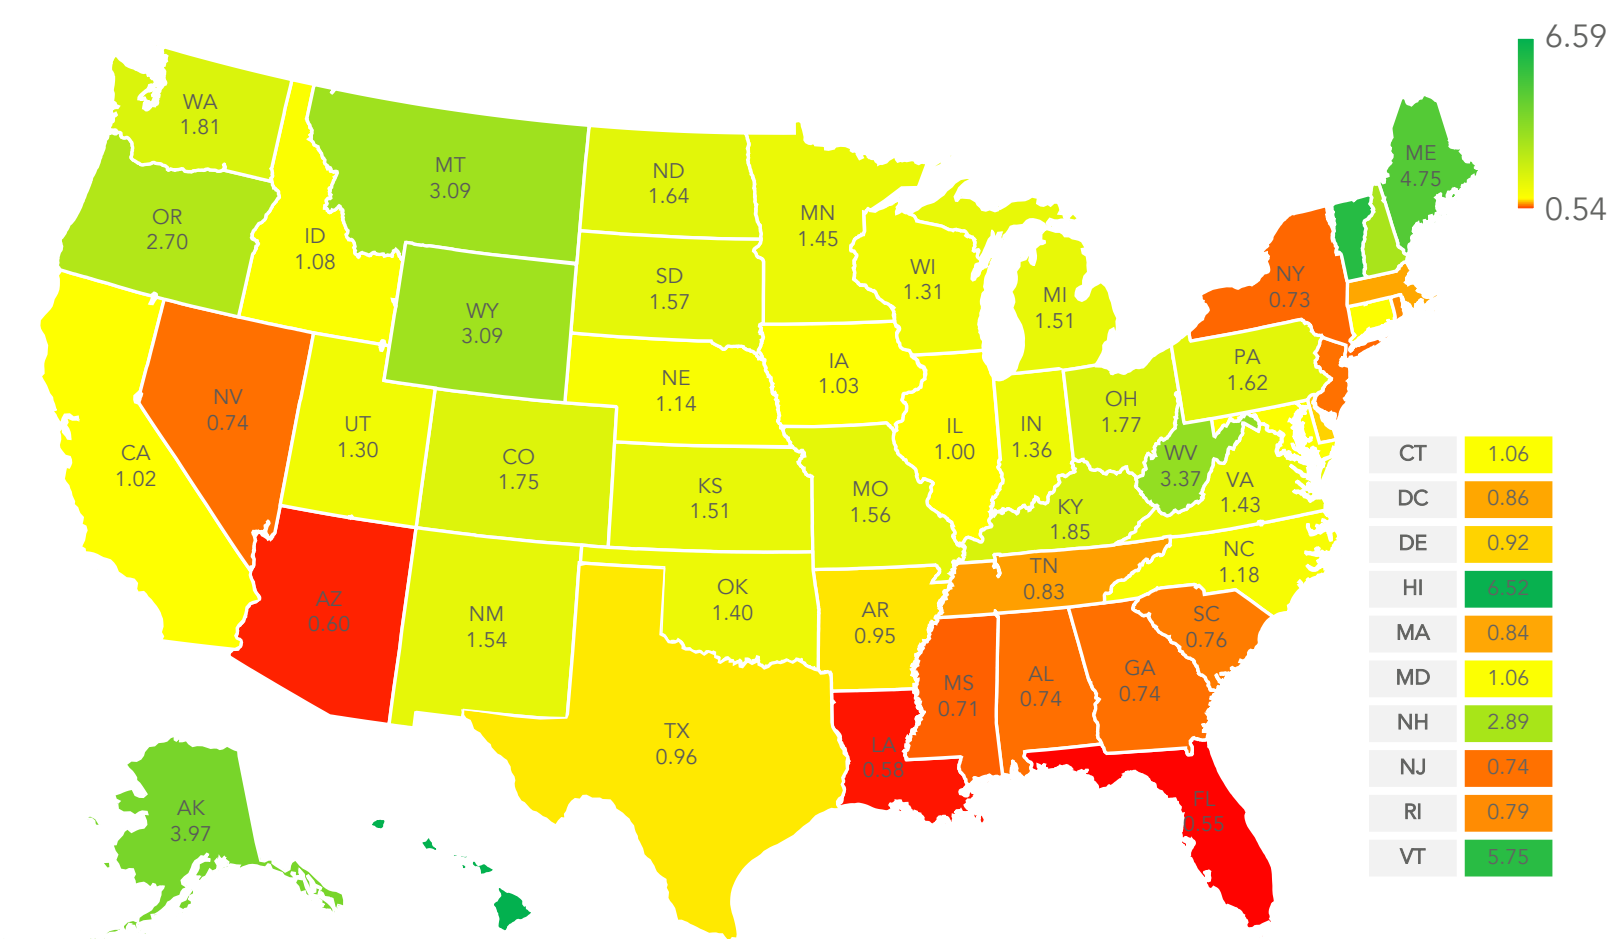 6.59
0.54
WA
1.81
OR
2.70
ID
1.08
MT
3.09
WY
3.09
ND
1.64
SD
1.57
MN
1.45
WI
1.31
MI
1.51
NY
0.73
ME
4.75
CA
1.02
NV
0.74
UT
1.30
CO
1.75
NE
1.14
KS
1.51
IA
1.03
MO
1.56
IL
1.00
IN
1.36
OH
1.77
PA
1.62
WV
3.37
VA
1.43
KY
1.85
NC
1.18
TN
0.83
SC
0.76
AZ
0.60
NM
1.54
OK
1.40
AR
0.95
TX
0.96
LA
0.58
MS
0.71
AL
0.74
GA
0.74
FL
0.55
AK
3.97
CT 1.06
DC 0.86
DE 0.92
HI 6.52
MA 0.84
MD 1.06
NH 2.89
NJ 0.74
RI 0.79
VT 5.75